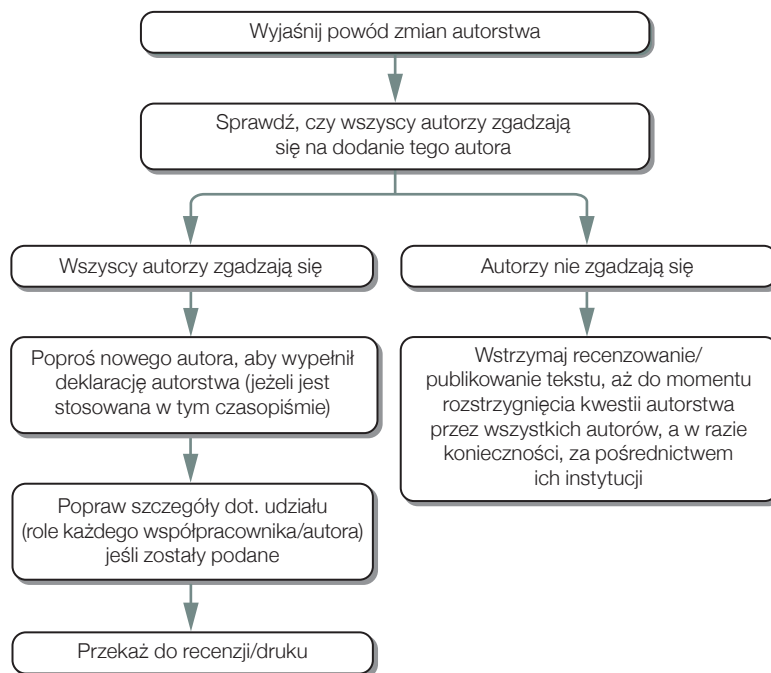 Wyjaśnij powód zmian autorstwa
Sprawdź, czy wszyscy autorzy zgadzają
się na dodanie tego autora
Wszyscy autorzy zgadzają się
Autorzy nie zgadzają się
Poproś nowego autora, aby wypełnił
deklarację autorstwa (jeżeli jest
stosowana w tym czasopiśmie)
Wstrzymaj recenzowanie/
publikowanie tekstu, aż do momentu
rozstrzygnięcia kwestii autorstwa
przez wszystkich autorów, a w razie
konieczności, za pośrednictwem
ich instytucji
Popraw szczegóły dot. udziału
(role każdego współpracownika/autora)
jeśli zostały podane
Przekaż do recenzji/druku